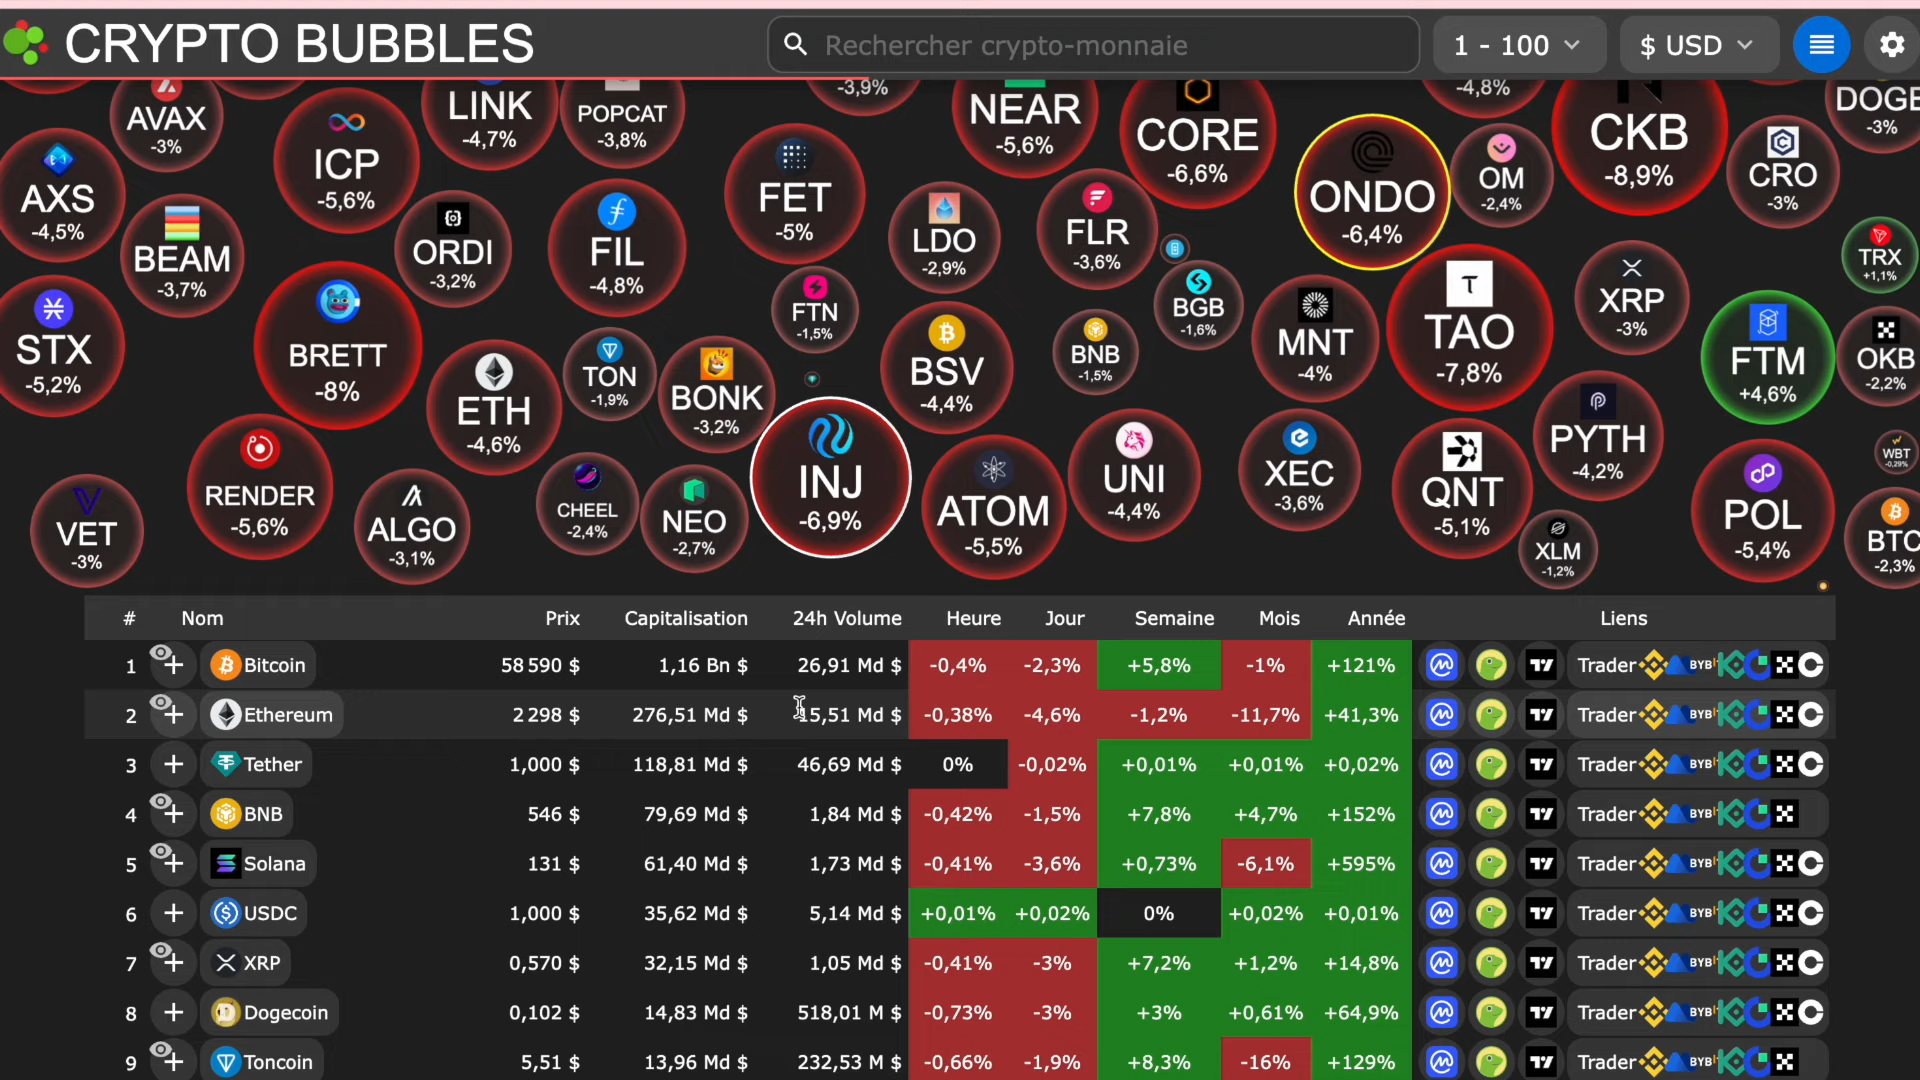 CRYPTO BUBBLES
Rechercher crypto-monnaie
1 - 100
$ USD
AVAX
-3%
ICP
-5,6%
LINK
-4,7%
POPCAT
-3,8%
-3,9%
NEAR
-5,6%
CORE
-6,6%
-4,8%
CKB
-8,9%
DOGE
-3%
AXS
-4,5%
BEAM
-3,7%
ORDI
-3,2%
FIL
-4,8%
FET
-5%
LDO
-2,9%
FLR
-3,6%
ONDO
-6,4%
OM
-2,4%
CRO
-3%
TRX
+1,1%
STX
-5,2%
BRETT
-8%
ETH
-4,6%
TON
-1,9%
BONK
-3,2%
FTN
-1,5%
BSV
-4,4%
BNB
-1,5%
BGB
-1,6%
MNT
-4%
TAO
-7,8%
XRP
-3%
FTM
+4,6%
OKB
-2,2%
VET
-3%
RENDER
-5,6%
ALGO
-3,1%
CHEEL
-2,4%
NEO
-2,7%
INJ
-6,9%
ATOM
-5,5%
UNI
-4,4%
XEC
-3,6%
QNT
-5,1%
PYTH
-4,2%
XLM
-1,2%
POL
-5,4%
WBT
-0,29%
BTC
-2,3%
# Nom Prix Capitalisation 24h Volume Heure Jour Semaine Mois Année Liens
1 Bitcoin 58 590 $ 1,16 Bn $ 26,91 Md $ -0,4% -2,3% +5,8% -1% +121% Trader
2 Ethereum 2 298 $ 276,51 Md $ 15,51 Md $ -0,38% -4,6% -1,2% -11,7% +41,3% Trader
3 Tether 1,000 $ 118,81 Md $ 46,69 Md $ 0% -0,02% +0,01% +0,01% +0,02% Trader
4 BNB 546 $ 79,69 Md $ 1,84 Md $ -0,42% -1,5% +7,8% +4,7% +152% Trader
5 Solana 131 $ 61,40 Md $ 1,73 Md $ -0,41% -3,6% +0,73% -6,1% +595% Trader
6 USDC 1,000 $ 35,62 Md $ 5,14 Md $ +0,01% +0,02% 0% +0,02% +0,01% Trader
7 XRP 0,570 $ 32,15 Md $ 1,05 Md $ -0,41% -3% +7,2% +1,2% +14,8% Trader
8 Dogecoin 0,102 $ 14,83 Md $ 518,01 M $ -0,73% -3% +3% +0,61% +64,9% Trader
9 Toncoin 5,51 $ 13,96 Md $ 232,53 M $ -0,66% -1,9% +8,3% -16% +129% Trader